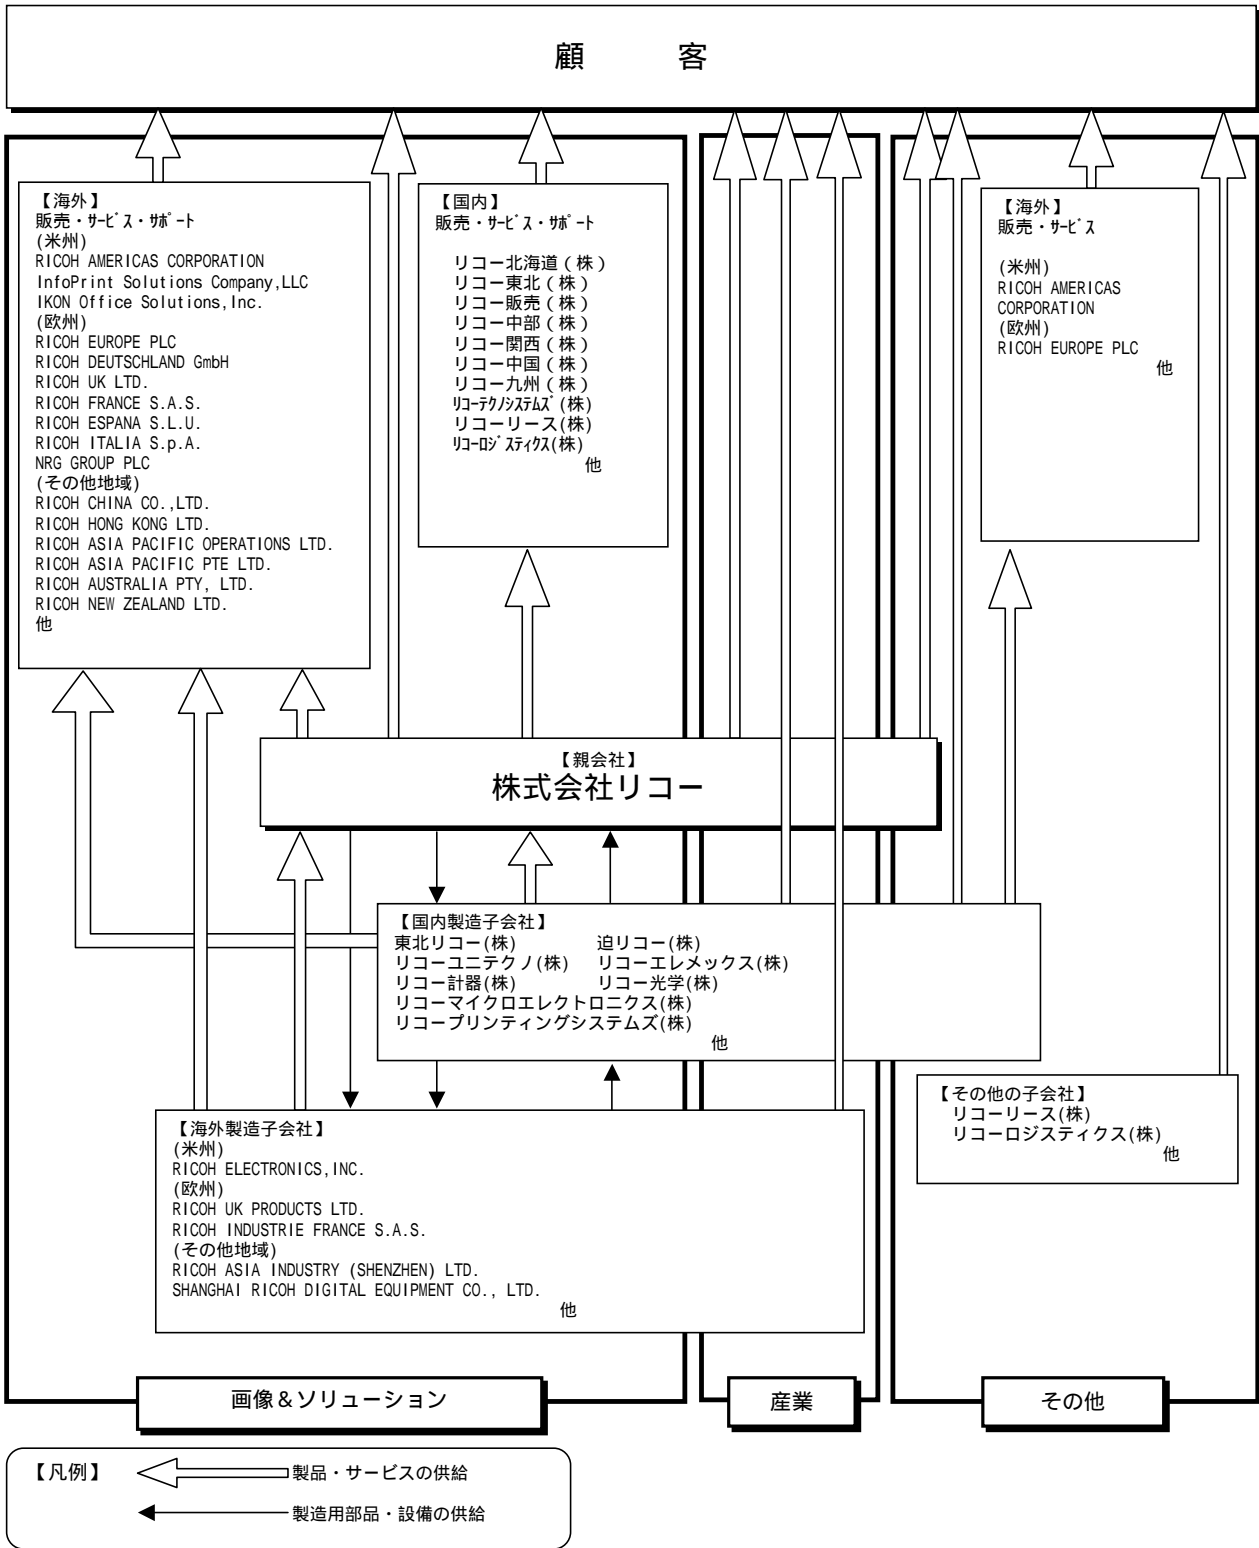 顧　　　客
【海外】
販売・サービス・サポート
(米州)
RICOH AMERICAS CORPORATION
InfoPrint Solutions Company,LLC
IKON Office Solutions,Inc.
(欧州)
RICOH EUROPE PLC
RICOH DEUTSCHLAND GmbH
RICOH UK LTD.
RICOH FRANCE S.A.S.
RICOH ESPANA S.L.U.
RICOH ITALIA S.p.A.
NRG GROUP PLC
(その他地域)
RICOH CHINA CO.,LTD.
RICOH HONG KONG LTD.
RICOH ASIA PACIFIC OPERATIONS LTD.
RICOH ASIA PACIFIC PTE LTD.
RICOH AUSTRALIA PTY, LTD.
RICOH NEW ZEALAND LTD.
他
【国内】
販売・サービス・サポート
リコー北海道（株）
リコー東北（株）
リコー販売（株）
リコー中部（株）
リコー関西（株）
リコー中国（株）
リコー九州（株）
リコーテクノシステムズ(株)
リコーリース(株)
リコーロジスティクス(株)
他
【海外】
販売・サービス
(米州)
RICOH AMERICAS
CORPORATION
(欧州)
RICOH EUROPE PLC
他
【親会社】
株式会社リコー
【国内製造子会社】
東北リコー(株)　迫リコー(株)
リコーユニテクノ(株)　リコーエレメックス(株)
リコー計器(株)　リコー光学(株)
リコーマイクロエレクトロニクス(株)
リコープリンティングシステムズ(株)
他
【その他の子会社】
リコーリース(株)
リコーロジスティクス(株)
他
【海外製造子会社】
(米州)
RICOH ELECTRONICS,INC.
(欧州)
RICOH UK PRODUCTS LTD.
RICOH INDUSTRIE FRANCE S.A.S.
(その他地域)
RICOH ASIA INDUSTRY (SHENZHEN) LTD.
SHANGHAI RICOH DIGITAL EQUIPMENT CO., LTD.
他
画像＆ソリューション
産業
その他
【凡例】
製品・サービスの供給
製造用部品・設備の供給